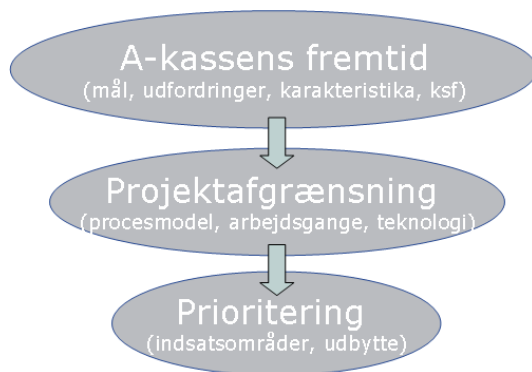 A-kassens fremtid
(mål, udfordringer, karakteristika, ksf)
Projektafgrænsning
(procesmodel, arbejdsgange, teknologi)
Prioritering
(indsatsområder, udbytte)